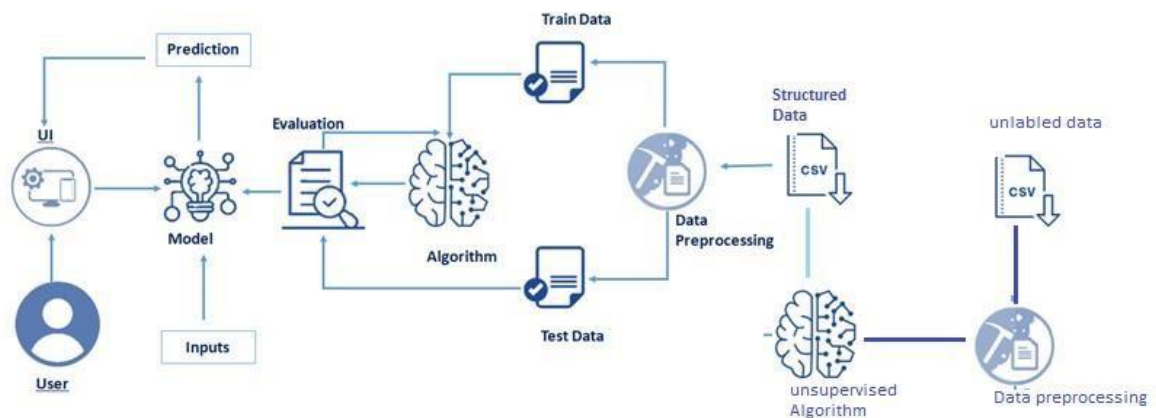 Train Data
Prediction
Structured
Data
Evaluation
UI
unlabled data
CSV
CSV
Model
Algorithm
Data
Preprocessing
Test Data
Inputs
User
unsupervised
Algorithm
Data preprocessing